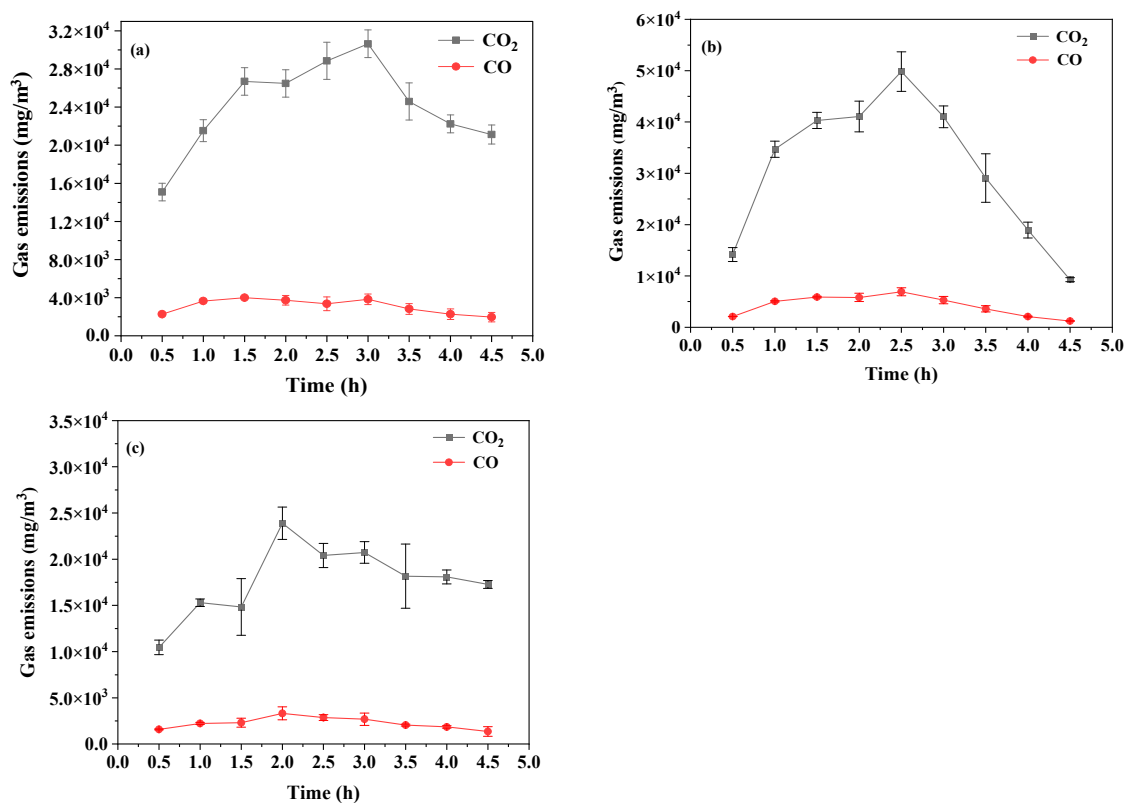 (a)
CO₂
CO
Gas emissions (mg/m³)
3.2×10⁴
2.8×10⁴
2.4×10⁴
2.0×10⁴
1.6×10⁴
1.2×10⁴
8.0×10³
4.0×10³
0.0
0.0 0.5 1.0 1.5 2.0 2.5 3.0 3.5 4.0 4.5 5.0
Time (h)
(b)
CO₂
CO
Gas emissions (mg/m³)
6×10⁴
5×10⁴
4×10⁴
3×10⁴
2×10⁴
1×10⁴
0
0.0 0.5 1.0 1.5 2.0 2.5 3.0 3.5 4.0 4.5 5.0
Time (h)
(c)
CO₂
CO
Gas emissions (mg/m³)
3.5×10⁴
3.0×10⁴
2.5×10⁴
2.0×10⁴
1.5×10⁴
1.0×10⁴
5.0×10³
0.0
0.0 0.5 1.0 1.5 2.0 2.5 3.0 3.5 4.0 4.5 5.0
Time (h)